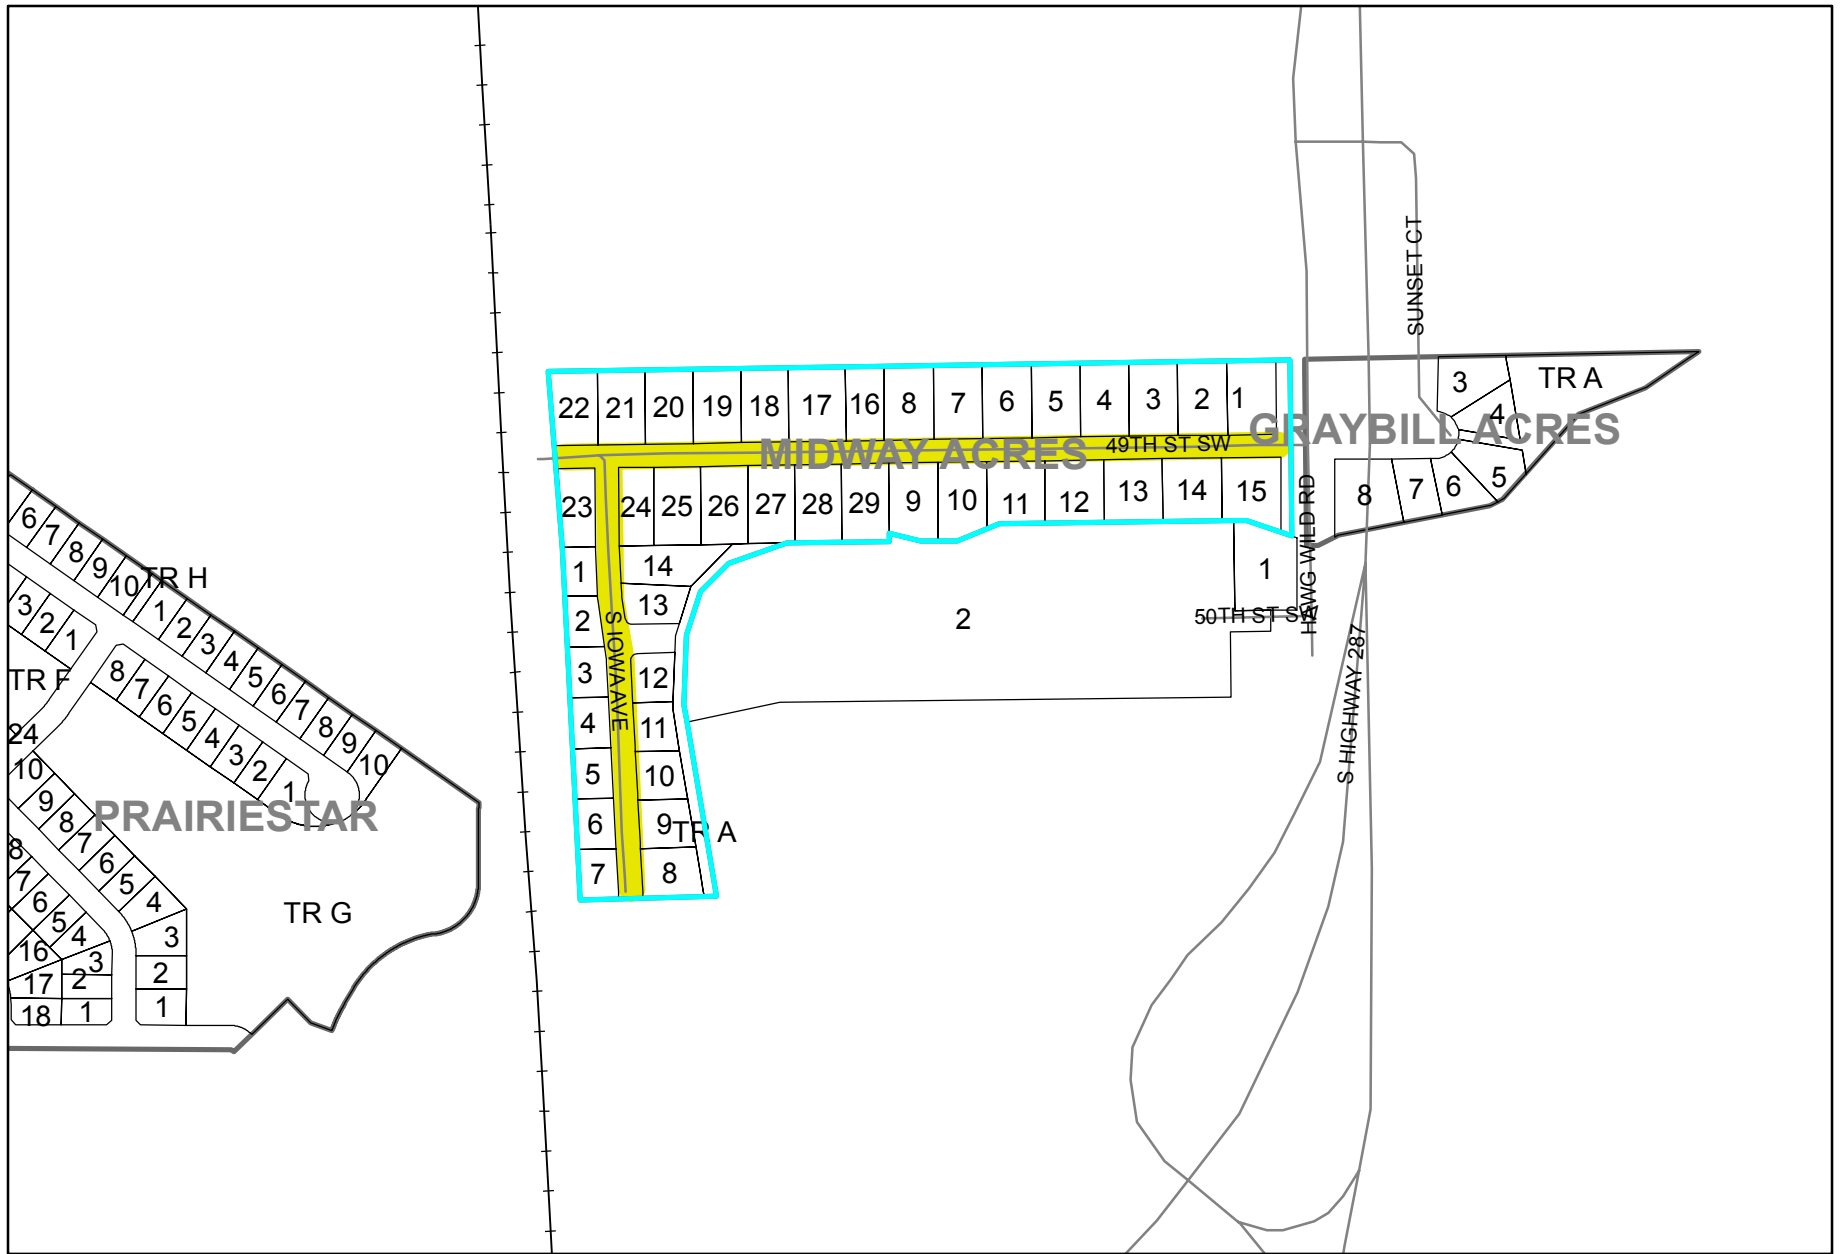 SUNSET CT
3
TR A
4
GRAYBILL ACRES
5
6
7
8
22 21 20 19 18 17 16 8 7 6 5 4 3 2 1
MIDWAY ACRES
49TH ST SW
23 24 25 26 27 28 29 9 10 11 12 13 14 15
HWWG WILD RD
1
50TH ST SW
2
S HIGHWAY 287
14
13
12
11
10
9
TR A
8
1
2
3
4
5
6
7
S IOWA AVE
6 7 8 9 10
TR H
1 2 3 4 5 6 7 8 9 10
3 2 1
TR F
8 7 6 5 4 3 2 1
24
10 9 8 7 6 5 4 3 2 1
PRAIRIESTAR
TR G
8 7 6 5 4 3 2 1
16
17
18